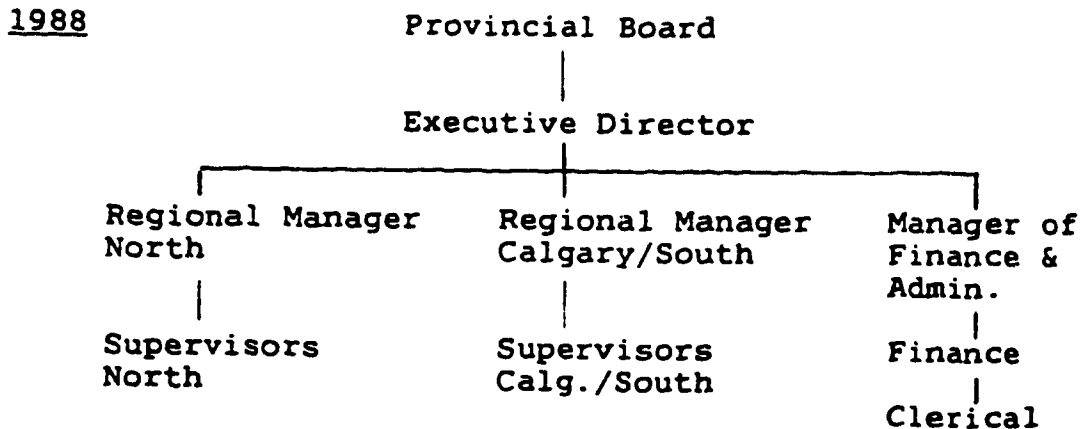 1988
Provincial Board
Executive Director
Regional Manager
North
Regional Manager
Calgary/South
Manager of
Finance &
Admin.
Supervisors
North
Supervisors
Calg./South
Finance
Clerical